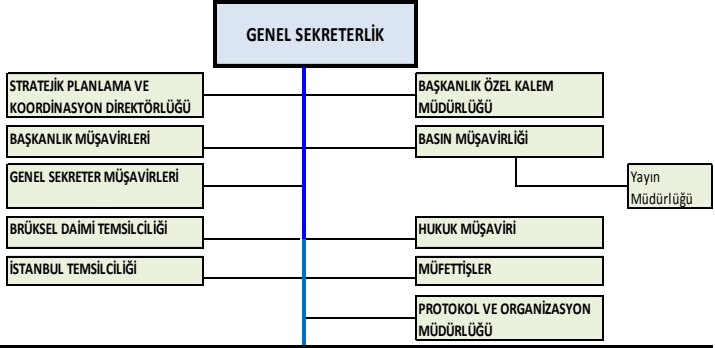 GENEL SEKRETERLİK
STRATEJİK PLANLAMA VE
KOORDİNASYON DİREKTÖRLÜĞÜ
BAŞKANLIK ÖZEL KALEM
MÜDÜRLÜĞÜ
BAŞKANLIK MÜŞAVİRLERİ
BASIN MÜŞAVİRLİĞİ
GENEL SEKRETER MÜŞAVİRLERİ
Yayın
Müdürlüğü
BRÜKSEL DAİMİ TEMSİLCİLİĞİ
HUKUK MÜŞAVİRİ
İSTANBUL TEMSİLCİLİĞİ
MÜFETTİŞLER
PROTOKOL VE ORGANİZASYON
MÜDÜRLÜĞÜ